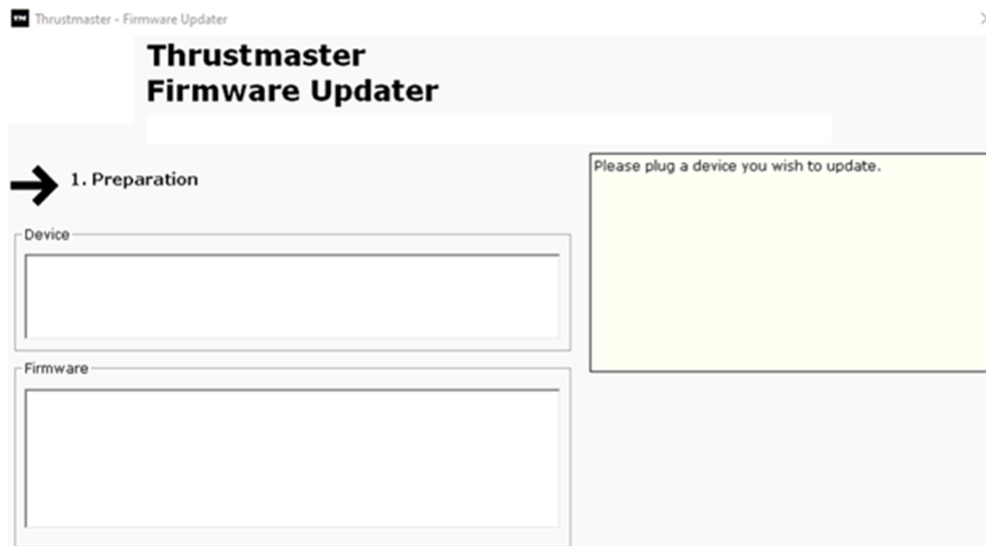 Thrustmaster - Firmware Updater
Thrustmaster
Firmware Updater
1. Preparation
Please plug a device you wish to update.
Device
Firmware